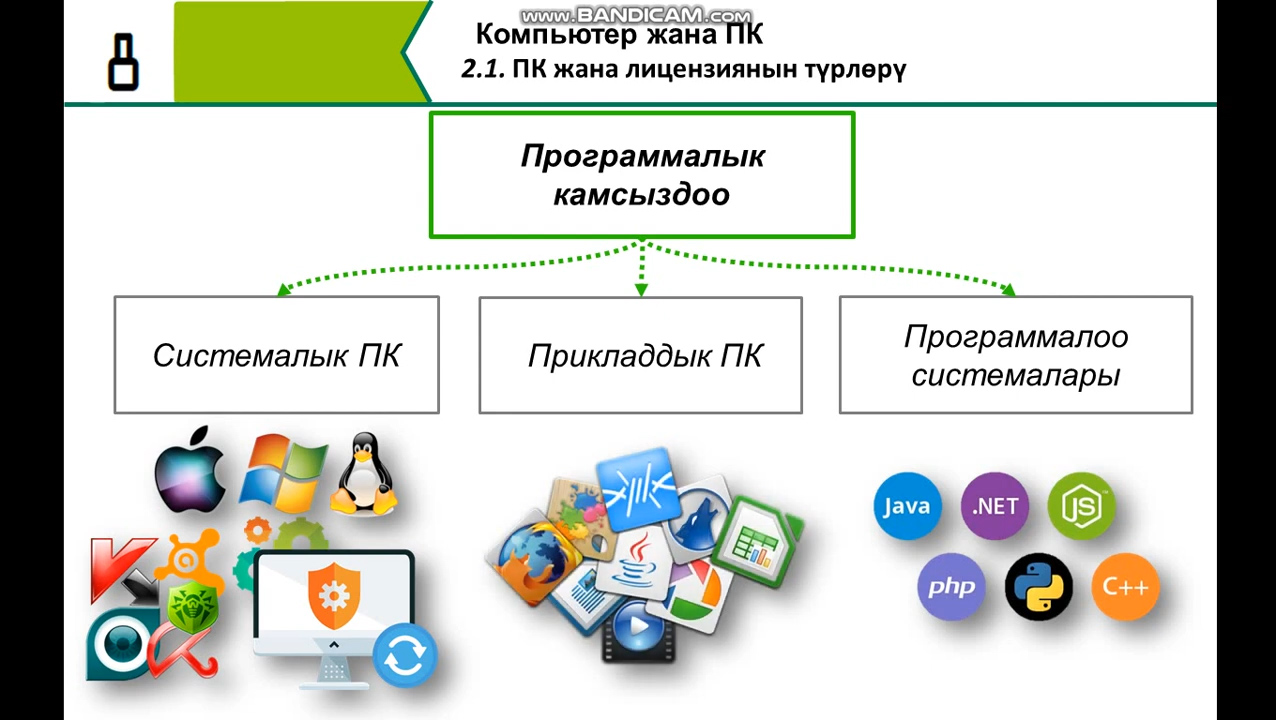 www.BANDICAM.com
Компьютер жана ПК
2.1. ПК жана лицензиянын түрлөрү
Программалык
камсыздоо
Системалык ПК
Прикладдык ПК
Программалоо
системалары
Java
.NET
JS
php
C++